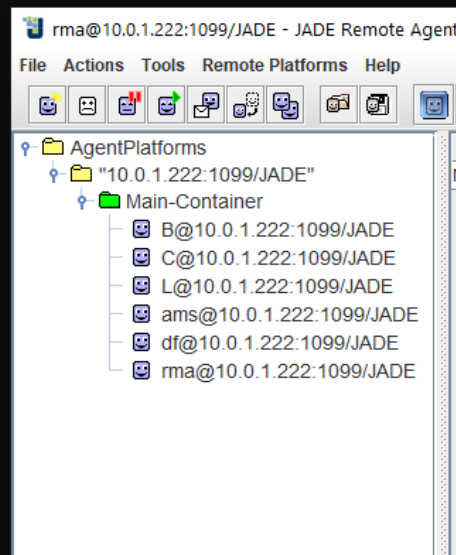 rma@10.0.1.222:1099/JADE - JADE Remote Agent
File Actions Tools Remote Platforms Help
AgentPlatforms
"10.0.1.222:1099/JADE"
Main-Container
B@10.0.1.222:1099/JADE
C@10.0.1.222:1099/JADE
L@10.0.1.222:1099/JADE
ams@10.0.1.222:1099/JADE
df@10.0.1.222:1099/JADE
rma@10.0.1.222:1099/JADE